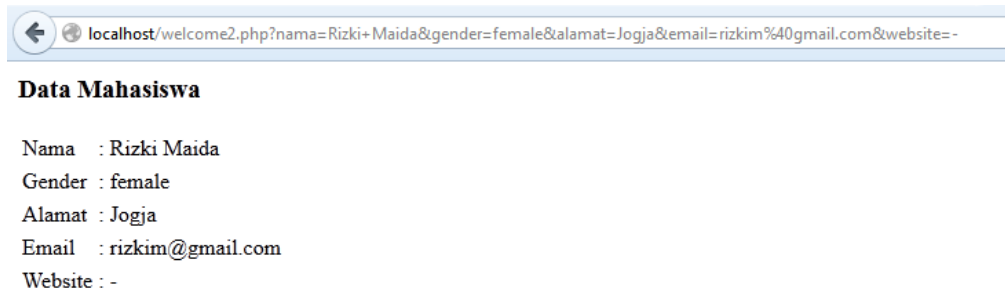 localhost/welcome2.php?nama=Rizki+Maida&gender=female&alamat=Jogja&email=rizkim%40gmail.com&website=-
Data Mahasiswa
Nama : Rizki Maida
Gender : female
Alamat : Jogja
Email : rizkim@gmail.com
Website : -